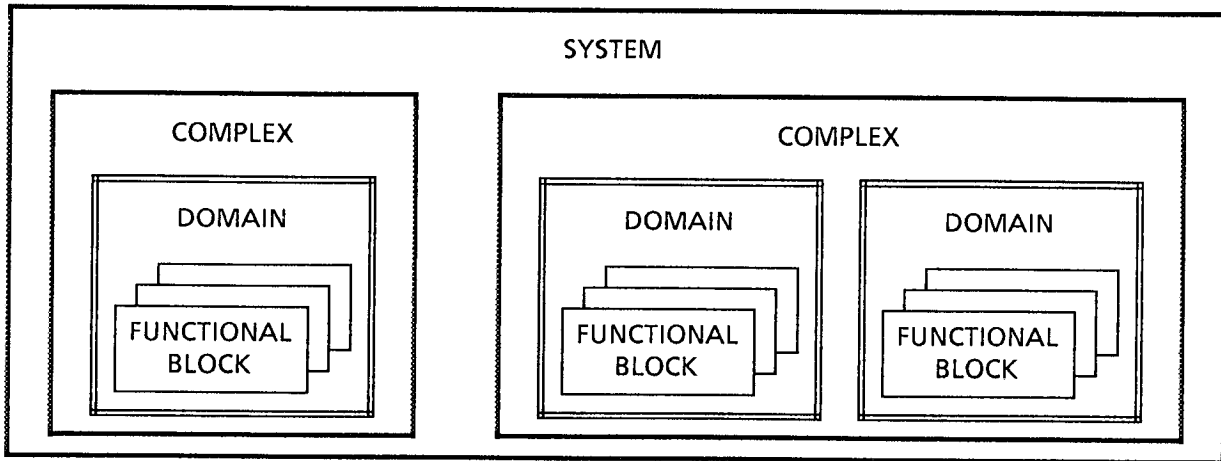 SYSTEM
COMPLEX
DOMAIN
FUNCTIONAL
BLOCK
COMPLEX
DOMAIN
FUNCTIONAL
BLOCK
DOMAIN
FUNCTIONAL
BLOCK